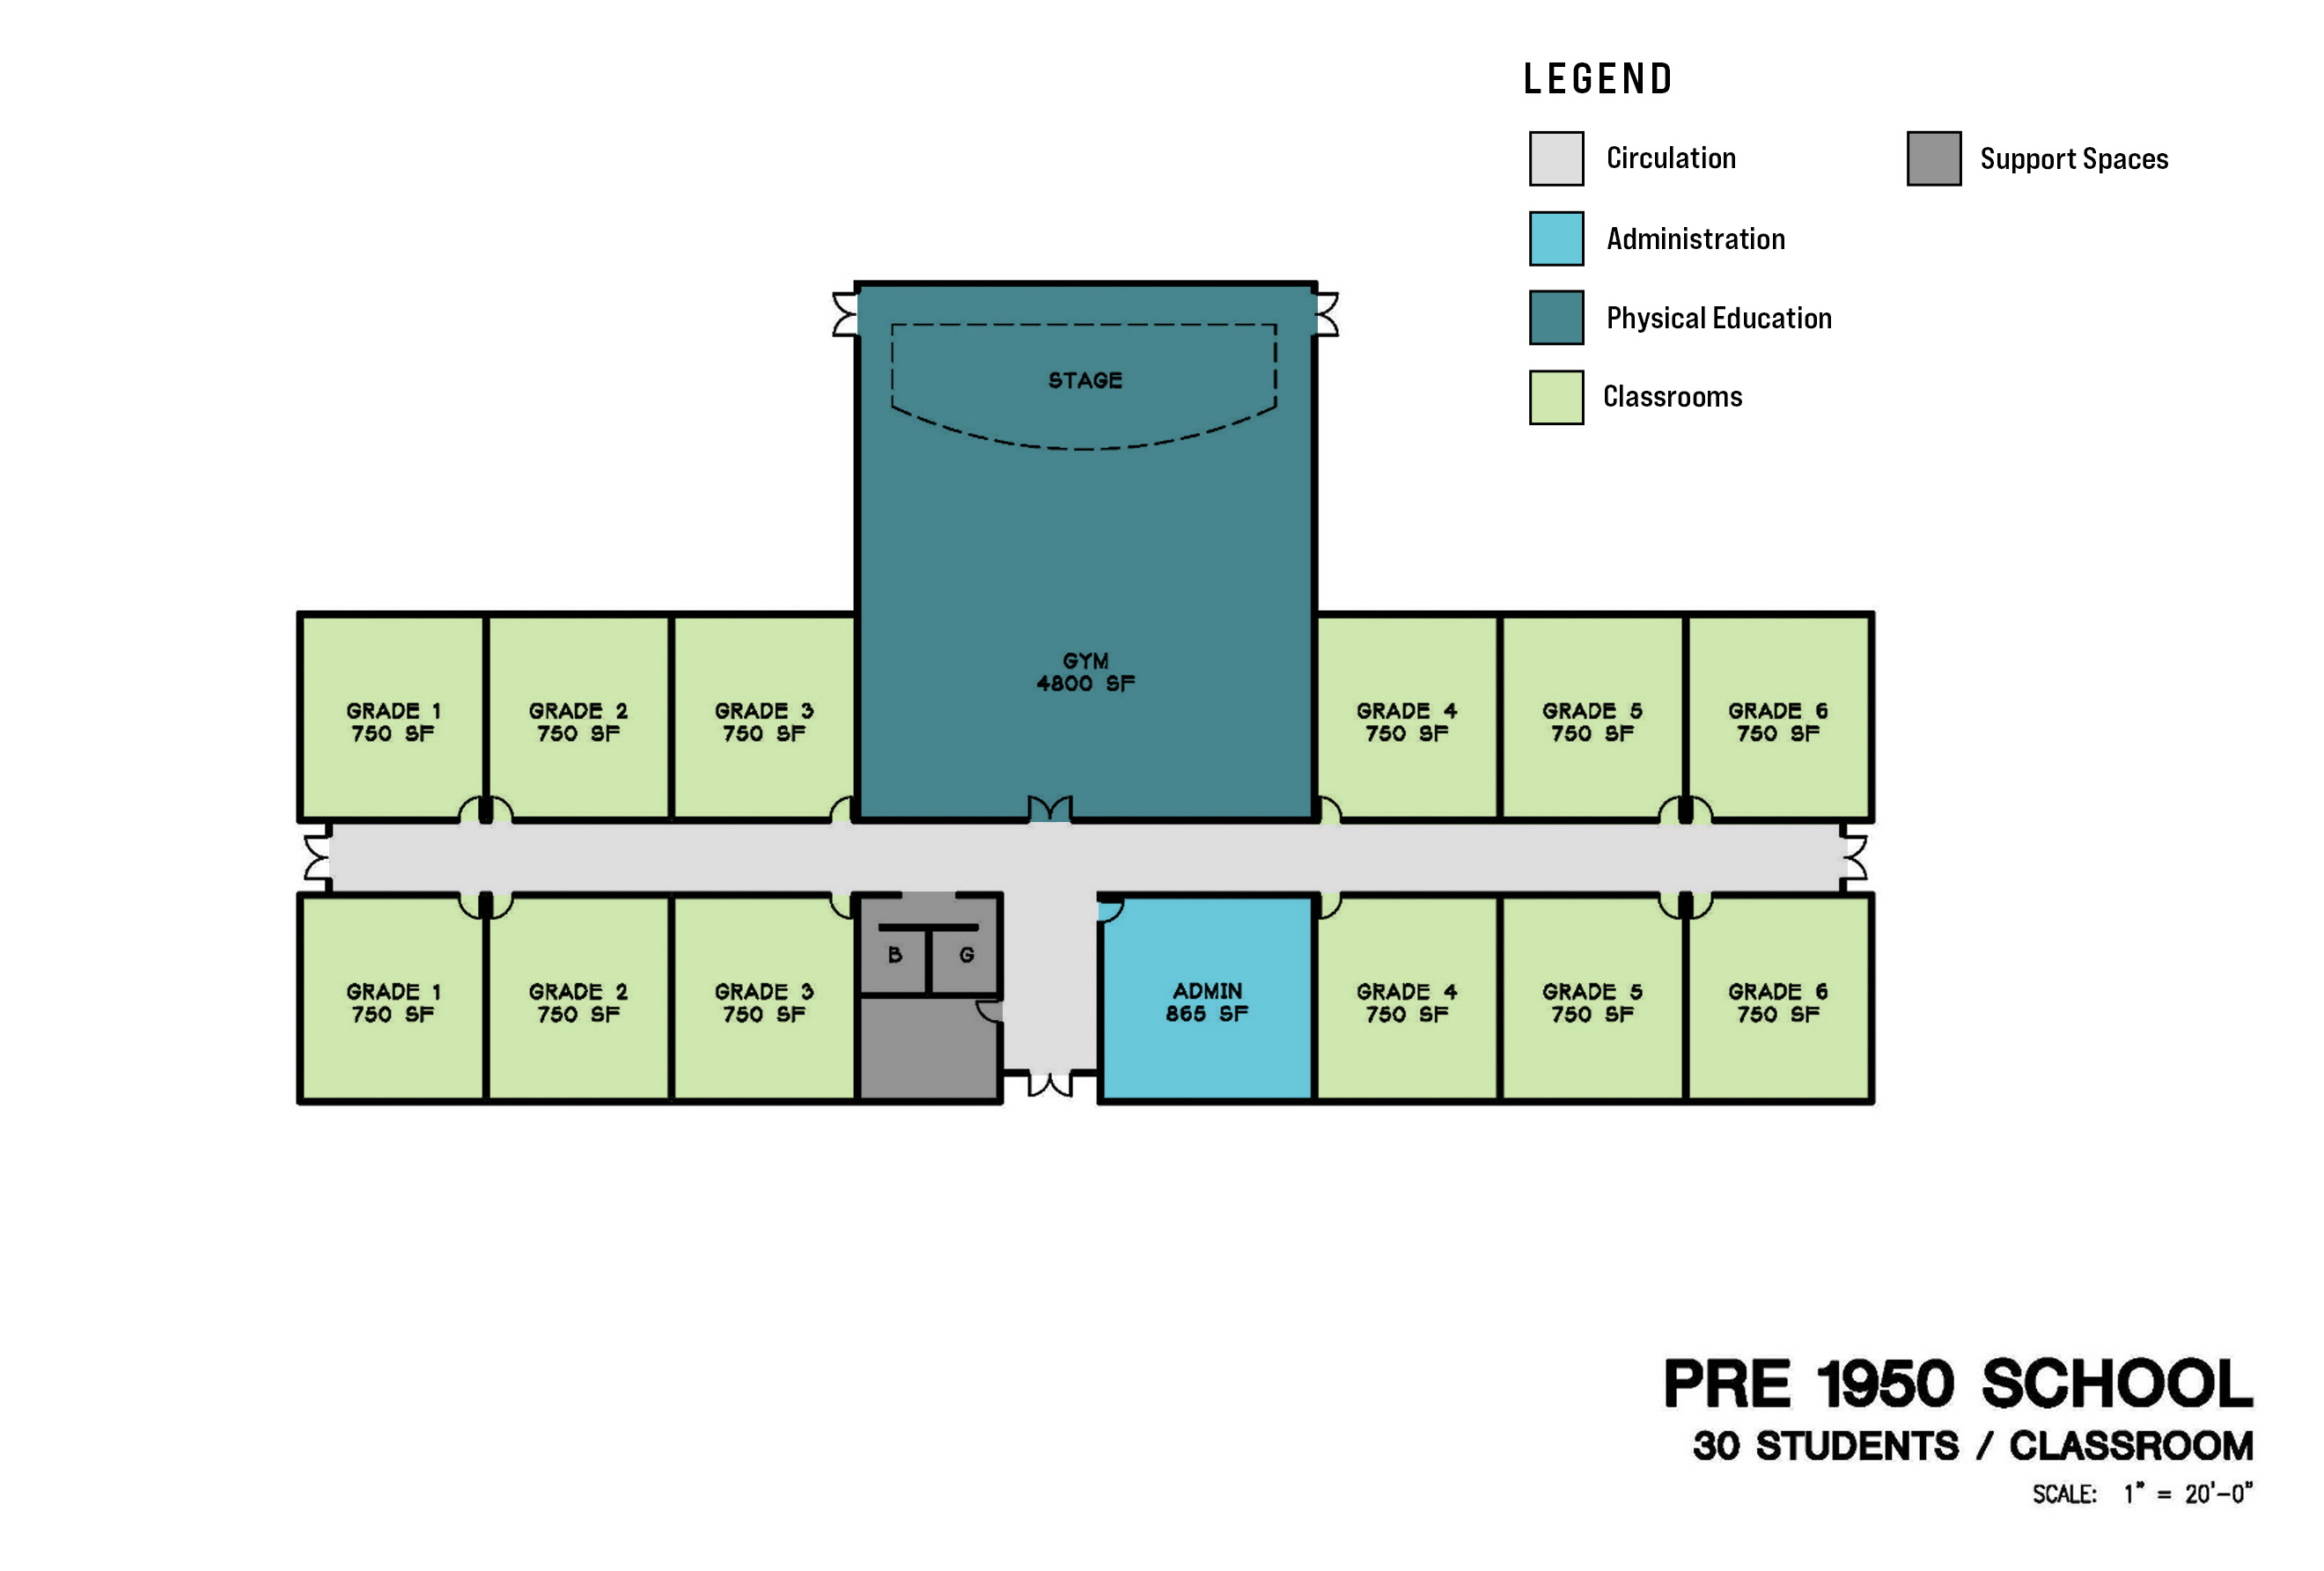 LEGEND
Circulation
Support Spaces
Administration
Physical Education
Classrooms
STAGE
GYM
4800 SF
GRADE 1
750 SF
GRADE 2
750 SF
GRADE 3
750 SF
GRADE 4
750 SF
GRADE 5
750 SF
GRADE 6
750 SF
B
G
GRADE 1
750 SF
GRADE 2
750 SF
GRADE 3
750 SF
ADMIN
865 SF
GRADE 4
750 SF
GRADE 5
750 SF
GRADE 6
750 SF
PRE 1950 SCHOOL
30 STUDENTS / CLASSROOM
SCALE: 1" = 20'-0"